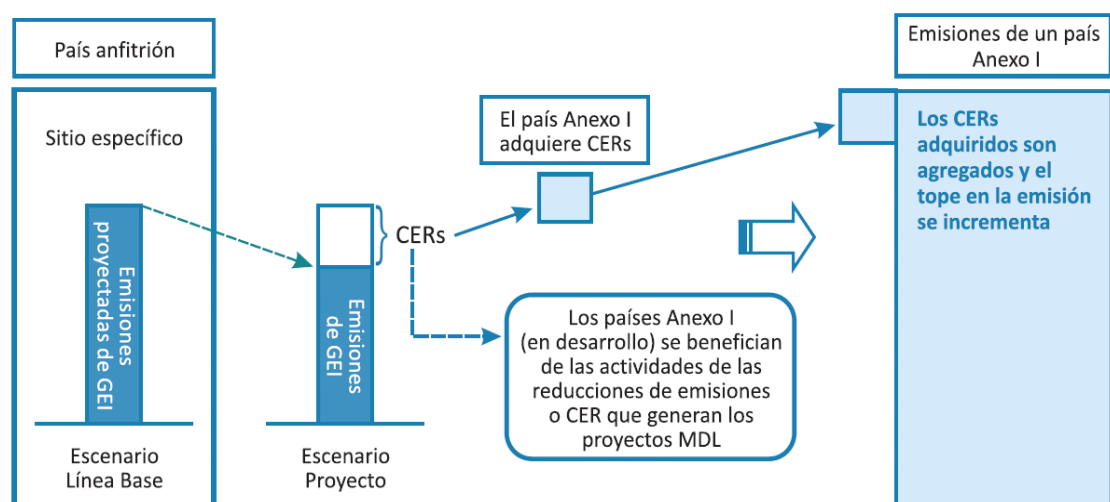 País anfitrión
Sitio específico
Emisiones
proyectadas de GEI
Escenario
Línea Base
Emisiones
de GEI
Escenario
Proyecto
CERs
El país Anexo I
adquiere CERs
Los países Anexo I
(en desarrollo) se benefician
de las actividades de las
reducciones de emisiones
o CER que generan los
proyectos MDL
Emisiones de un país
Anexo I
Los CERs
adquiridos son
agregados y el
tope en la emisión
se incrementa